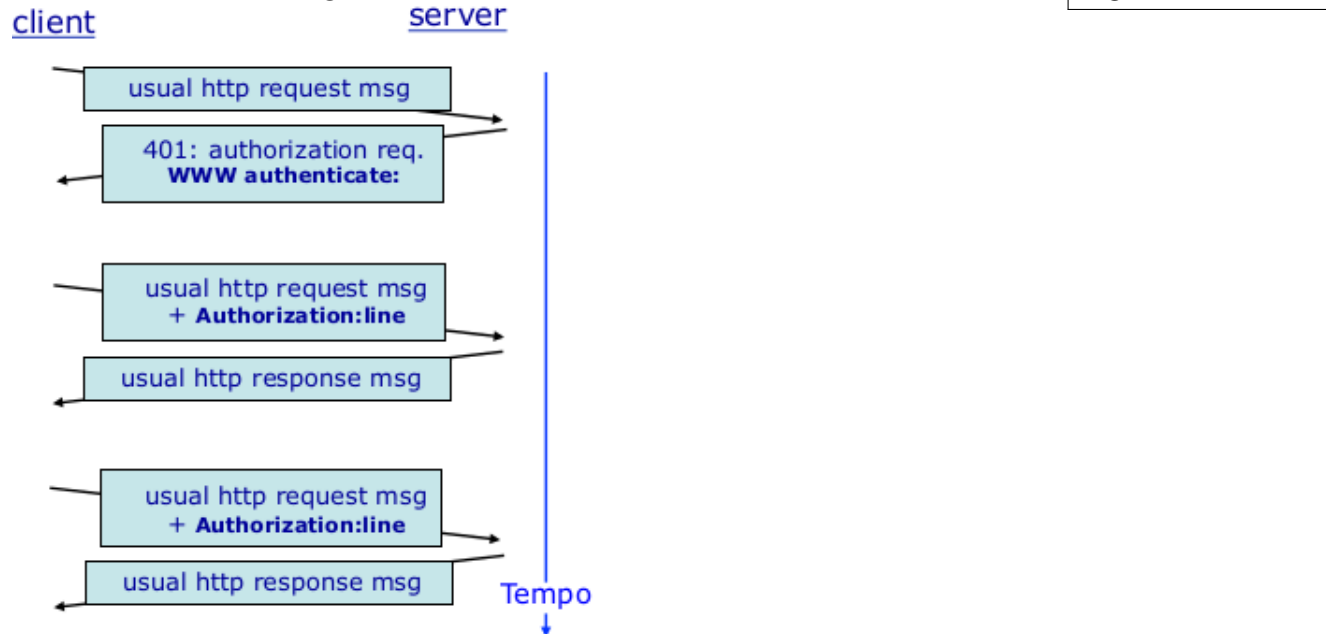 client
server
usual http request msg
401: authorization req.
WWW authenticate:
usual http request msg
+ Authorization:line
usual http response msg
usual http request msg
+ Authorization:line
usual http response msg
Tempo